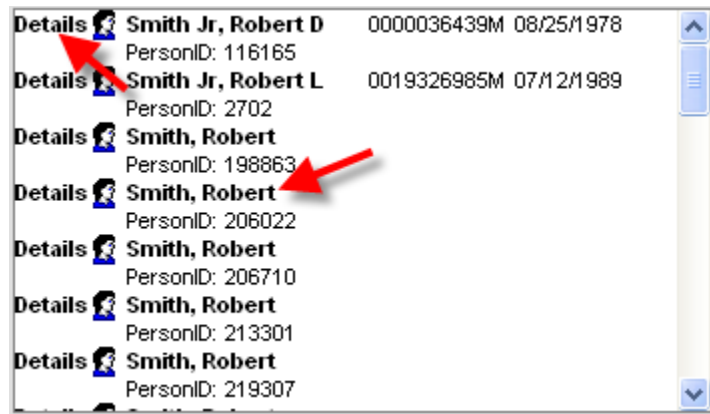 Details Smith Jr, Robert D 0000036439M 08/25/1978
PersonID: 116165
Details Smith Jr, Robert L 0019326985M 07/12/1989
PersonID: 2702
Details Smith, Robert
PersonID: 198863
Details Smith, Robert
PersonID: 206022
Details Smith, Robert
PersonID: 206710
Details Smith, Robert
PersonID: 213301
Details Smith, Robert
PersonID: 219307